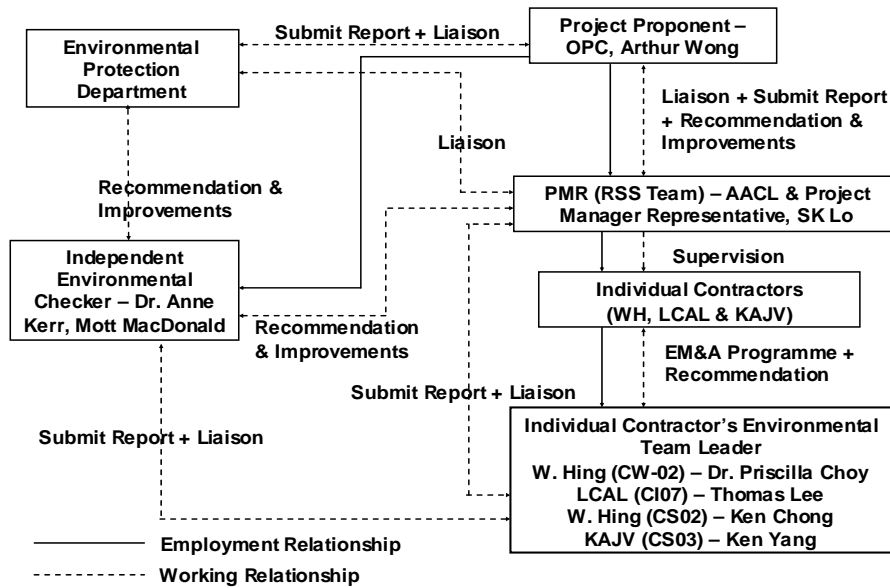 Environmental
Protection
Department
Submit Report + Liaison
Project Proponent –
OPC, Arthur Wong
Liaison + Submit Report
+ Recommendation &
Improvements
Liaison
Recommendation &
Improvements
PMR (RSS Team) – AACL & Project
Manager Representative, SK Lo
Supervision
Independent
Environmental
Checker – Dr. Anne
Kerr, Mott MacDonald
Recommendation
& Improvements
Individual Contractors
(WH, LCAL & KAJV)
EM&A Programme +
Recommendation
Submit Report + Liaison
Submit Report + Liaison
Individual Contractor’s Environmental
Team Leader
W. Hing (CW-02) – Dr. Priscilla Choy
LCAL (CI07) – Thomas Lee
W. Hing (CS02) – Ken Chong
KAJV (CS03) – Ken Yang
Employment Relationship
Working Relationship